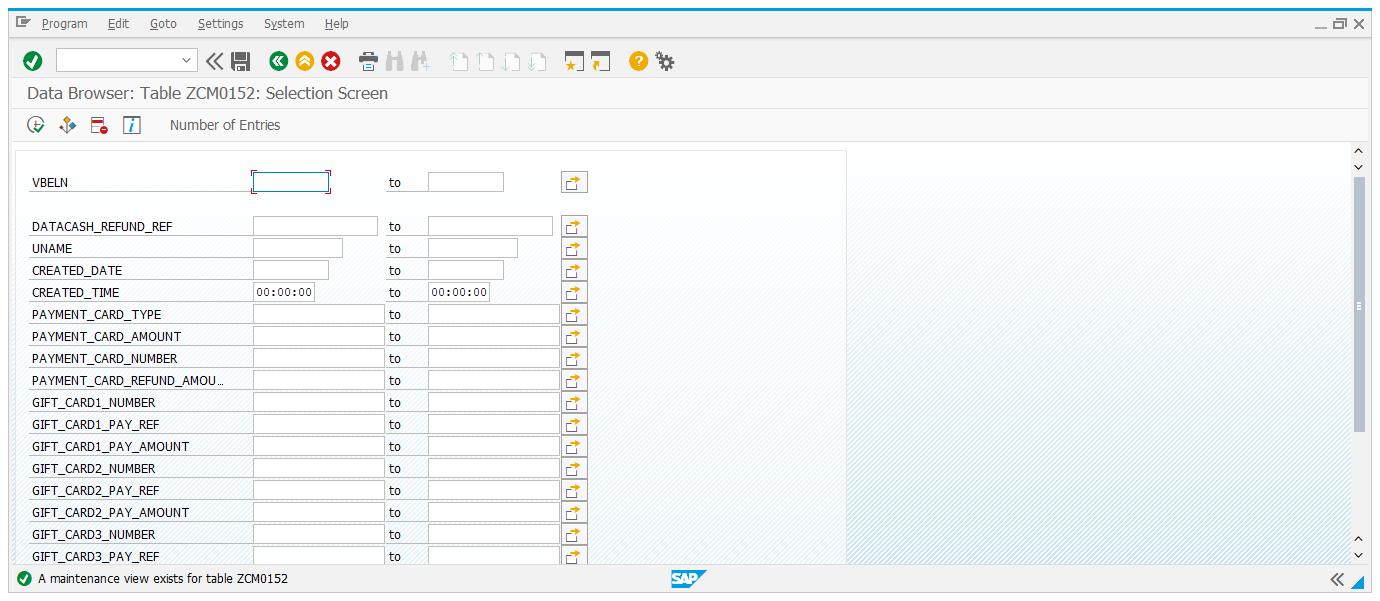 Program Edit Goto Settings System Help
Data Browser: Table ZCM0152: Selection Screen
i Number of Entries
VBELN to
DATACASH_REFUND_REF to
UNAME to
CREATED_DATE to
CREATED_TIME 00:00:00 to 00:00:00
PAYMENT_CARD_TYPE to
PAYMENT_CARD_AMOUNT to
PAYMENT_CARD_NUMBER to
PAYMENT_CARD_REFUND_AMOU… to
GIFT_CARD1_NUMBER to
GIFT_CARD1_PAY_REF to
GIFT_CARD1_PAY_AMOUNT to
GIFT_CARD2_NUMBER to
GIFT_CARD2_PAY_REF to
GIFT_CARD2_PAY_AMOUNT to
GIFT_CARD3_NUMBER to
GIFT_CARD3_PAY_REF to
A maintenance view exists for table ZCM0152 SAP